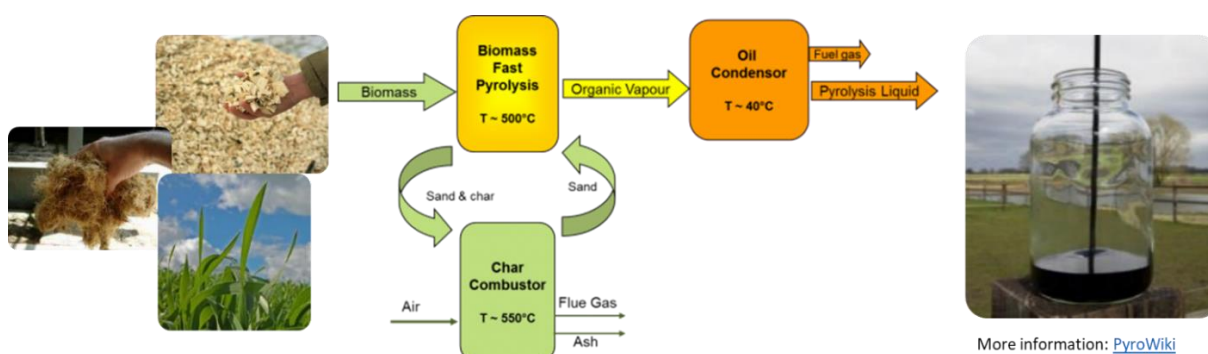 Biomass
Biomass
Fast
Pyrolysis
T ~ 500°C
Organic Vapour
Oil
Condensor
T ~ 40°C
Fuel gas
Pyrolysis Liquid
Sand & char
Sand
Char
Combustor
T ~ 550°C
Air
Flue Gas
Ash
More information: PyroWiki